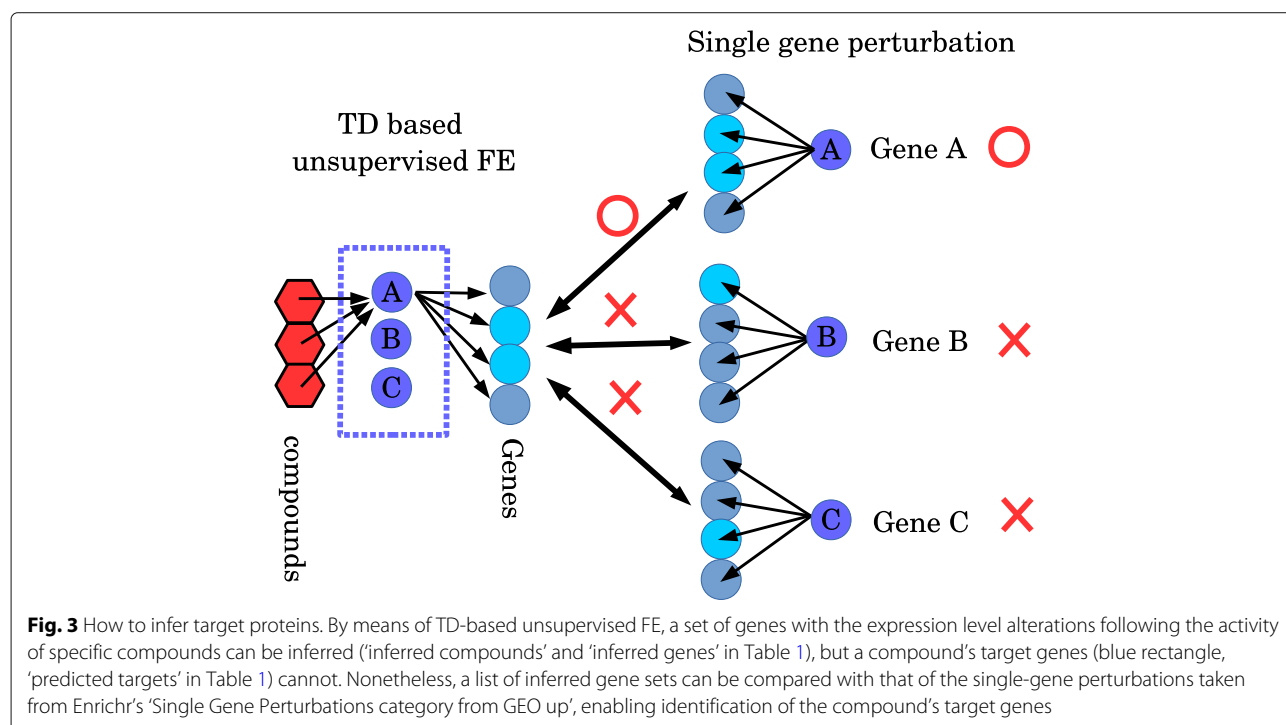 Single gene perturbation
TD based
unsupervised FE
A
Gene A
A
B
C
B
Gene B
compounds
Genes
C
Gene C
Fig. 3 How to infer target proteins. By means of TD-based unsupervised FE, a set of genes with the expression level alterations following the activity
of specific compounds can be inferred (‘inferred compounds’ and ‘inferred genes’ in Table 1), but a compound’s target genes (blue rectangle,
‘predicted targets’ in Table 1) cannot. Nonetheless, a list of inferred gene sets can be compared with that of the single-gene perturbations taken
from Enrichr’s ‘Single Gene Perturbations category from GEO up’, enabling identification of the compound’s target genes